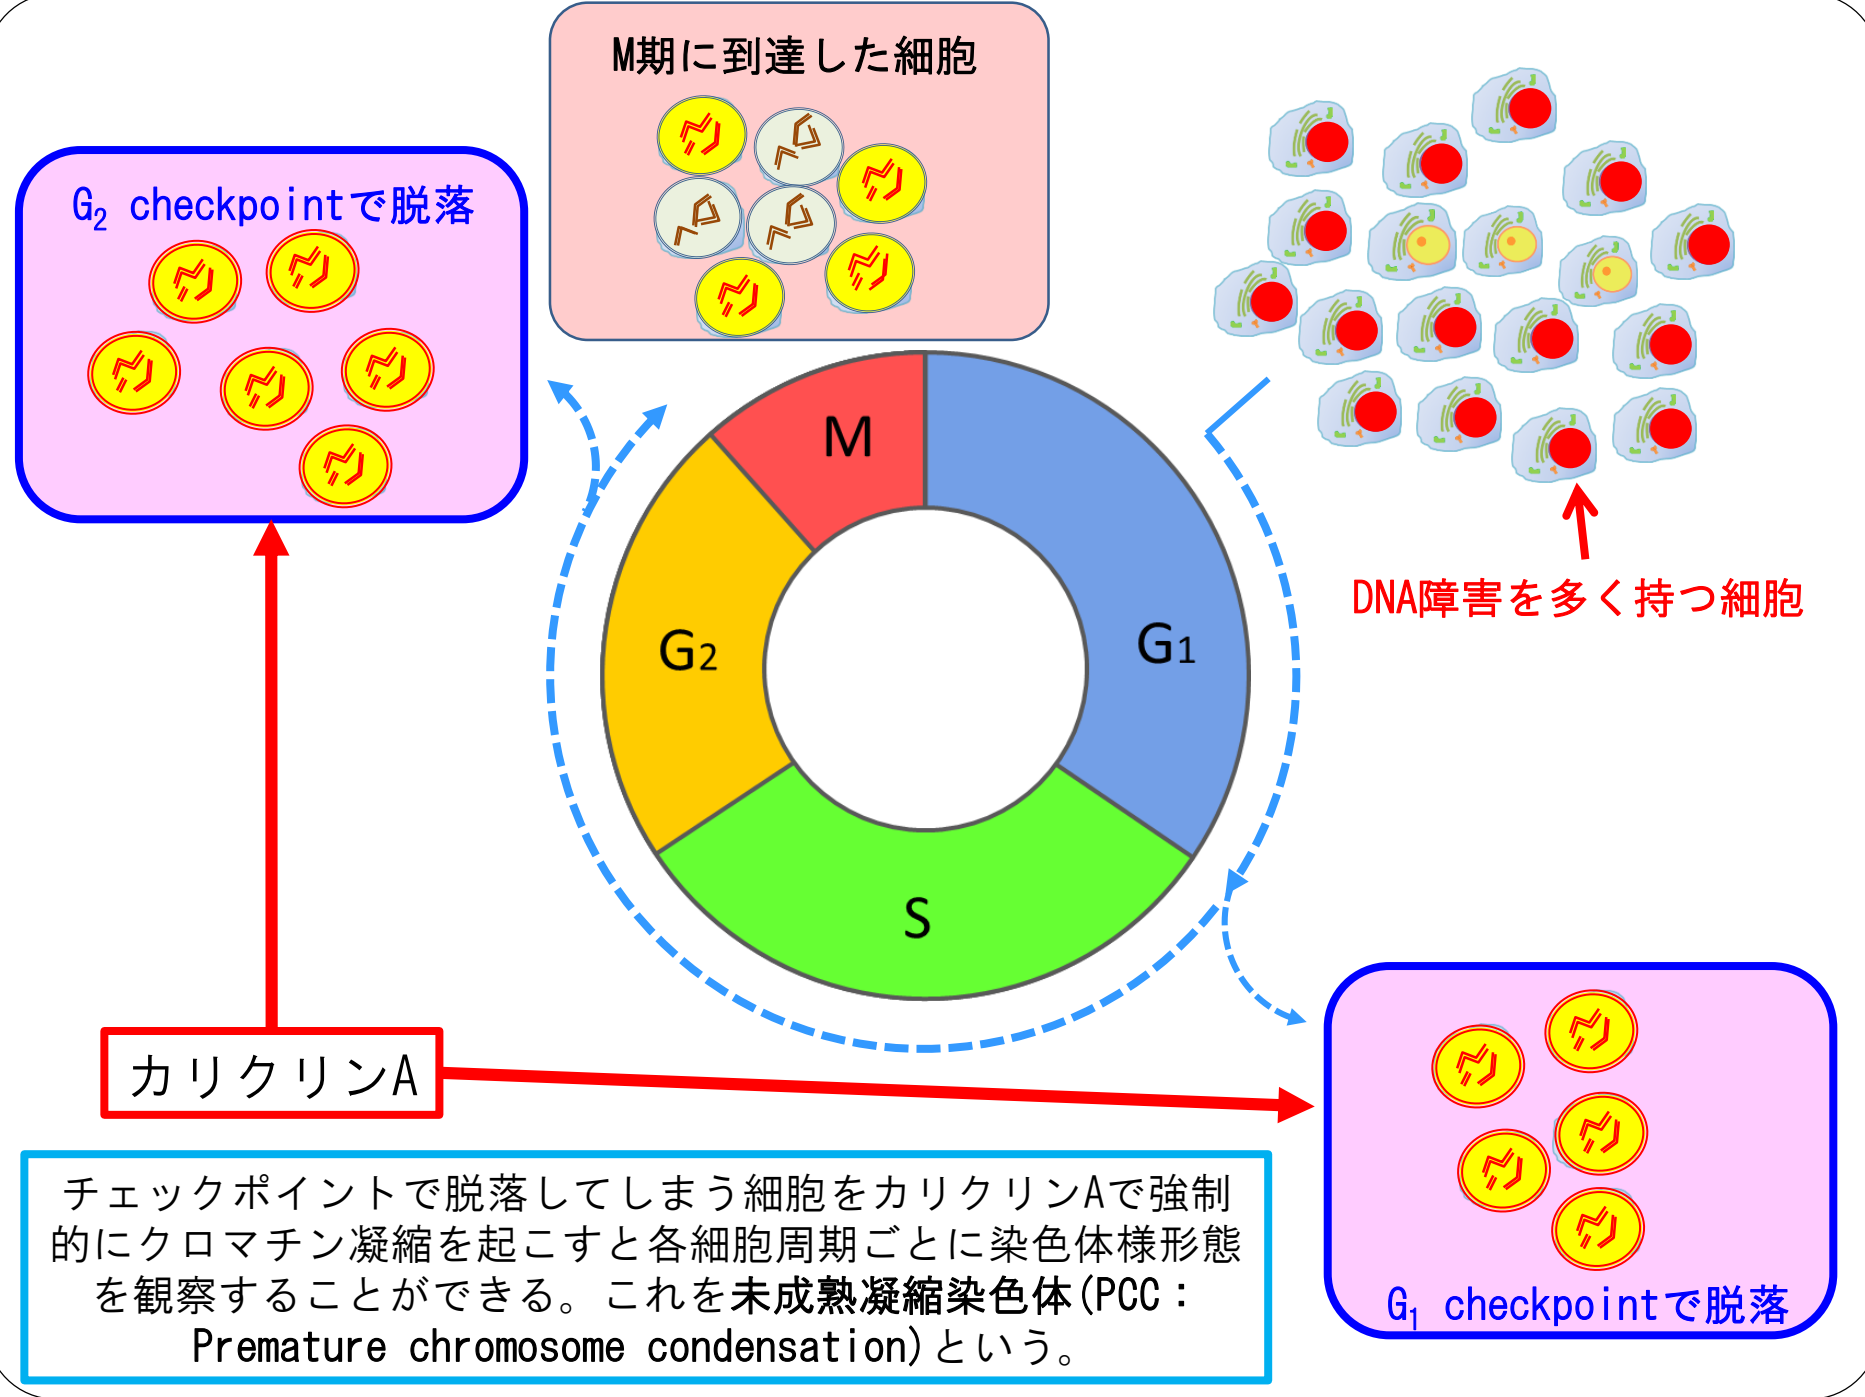 M期に到達した細胞
G2 checkpointで脱落
M
G2
G1
S
DNA障害を多く持つ細胞
カリクリンA
チェックポイントで脱落してしまう細胞をカリクリンAで強制
的にクロマチン凝縮を起こすと各細胞周期ごとに染色体様形態
を観察することができる。これを未成熟凝縮染色体(PCC：
Premature chromosome condensation)という。
G1 checkpointで脱落